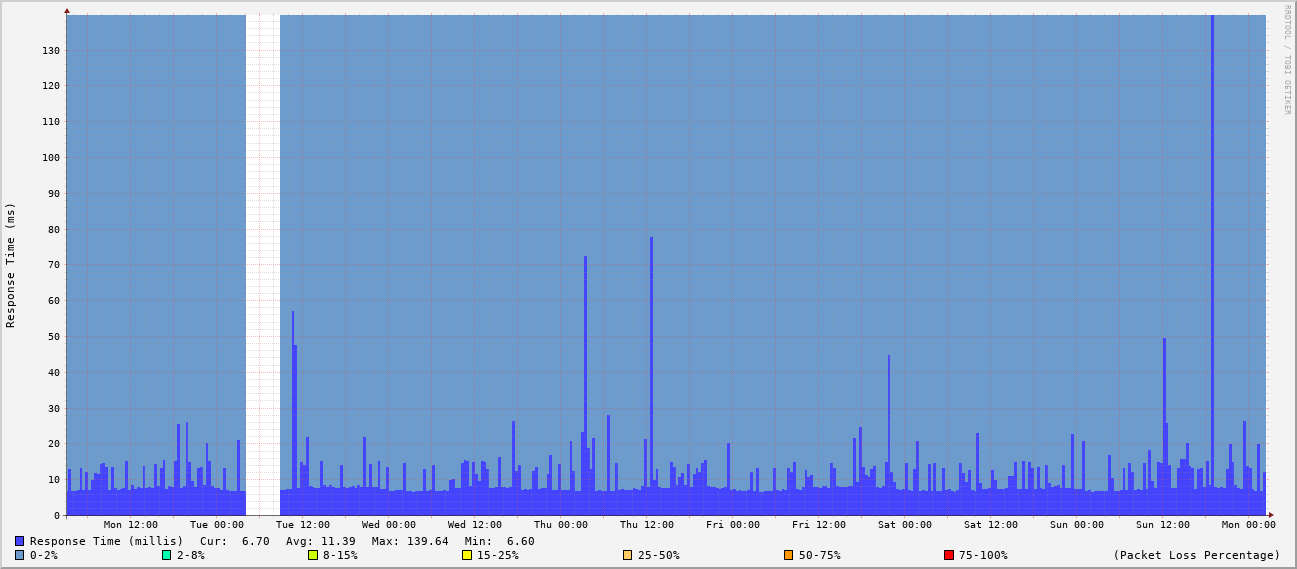 RRDTOOL / TOBI OETIKER
Response Time (ms)
130
120
110
100
90
80
70
60
50
40
30
20
10
0
Mon 12:00 Tue 00:00 Tue 12:00 Wed 00:00 Wed 12:00 Thu 00:00 Thu 12:00 Fri 00:00 Fri 12:00 Sat 00:00 Sat 12:00 Sun 00:00 Sun 12:00 Mon 00:00
Response Time (millis) Cur: 6.70 Avg: 11.39 Max: 139.64 Min: 6.60
0-2% 2-8% 8-15% 15-25% 25-50% 50-75% 75-100% (Packet Loss Percentage)